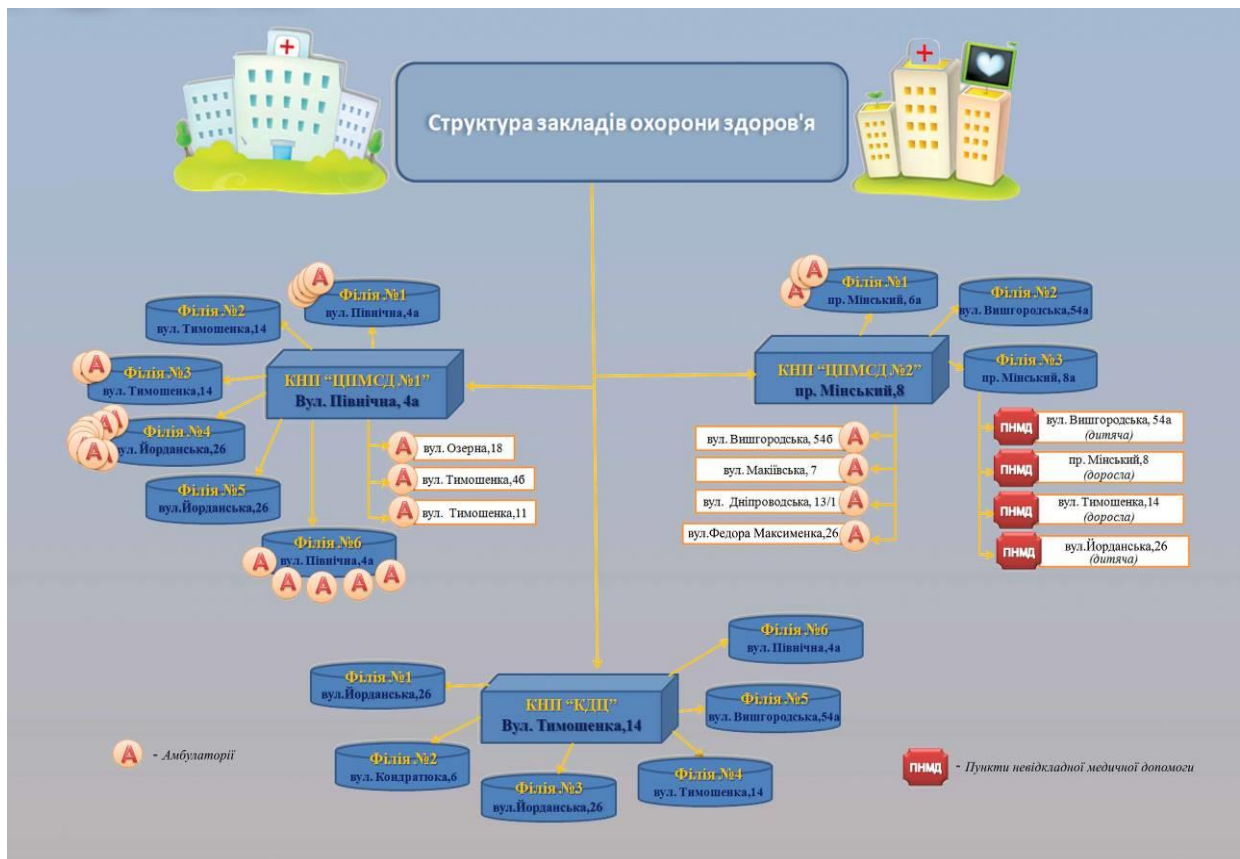 Структура закладів охорони здоров'я
А
Філія №1
вул. Північна,4а
Філія №2
вул. Тимошенка,14
А
Філія №3
вул. Тимошенка,14
А
Філія №4
вул. Йорданська,26
Філія №5
вул.Йорданська,26
Філія №6
вул. Північна,4а
А
А
А
А
А
КНП “ЦПМСД №1”
Вул. Північна, 4а
А
вул. Озерна,18
А
вул. Тимошенка,4б
А
вул. Тимошенка,11
А
А
Філія №1
пр. Мінський, 6а
Філія №2
вул. Вишгородська,54а
КНП “ЦПМСД №2”
пр. Мінський,8
Філія №3
пр. Мінський, 8а
вул. Вишгородська, 54б
А
вул. Макіївська, 7
А
вул. Дніпроводська, 13/1
А
вул.Федора Максименка,26
А
ПНМД
вул. Вишгородська, 54а
(дитяча)
ПНМД
пр. Мінський,8
(доросла)
ПНМД
вул. Тимошенка,14
(доросла)
ПНМД
вул.Йорданська,26
(дитяча)
Філія №6
вул. Північна,4а
Філія №1
вул.Йорданська,26
КНП “КДЦ”
Вул. Тимошенка,14
Філія №5
вул. Вишгородська,54а
Філія №2
вул. Кондратюка,6
Філія №3
вул.Йорданська,26
Філія №4
вул. Тимошенка,14
А
- Амбулаторії
ПНМД
- Пункти невідкладної медичної допомоги